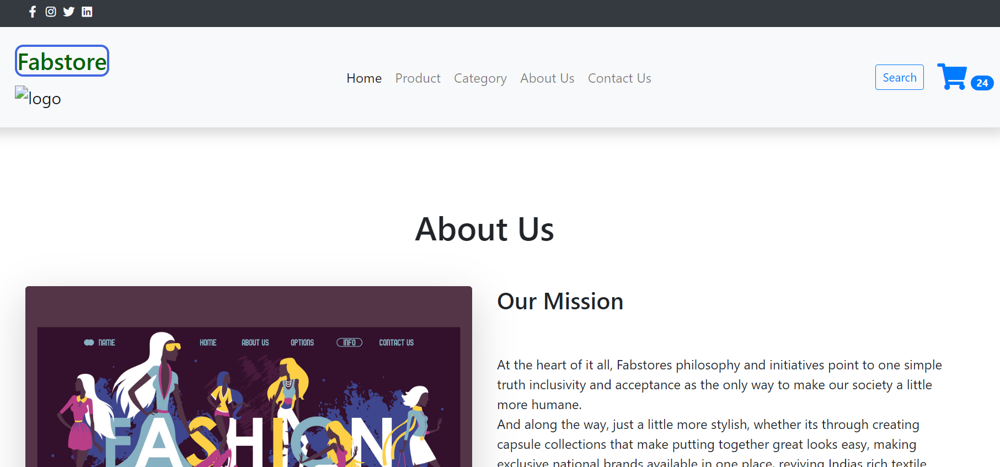 Fabstore
logo
Home Product Category About Us Contact Us
Search
24
About Us
NAME HOME ABOUT US OPTIONS INFO CONTACT US
FASHION
Our Mission
At the heart of it all, Fabstores philosophy and initiatives point to one simple
truth inclusivity and acceptance as the only way to make our society a little
more humane.
And along the way, just a little more stylish, whether its through creating
capsule collections that make putting together great looks easy, making
exclusive national brands available in one place, reviving Indias rich textile